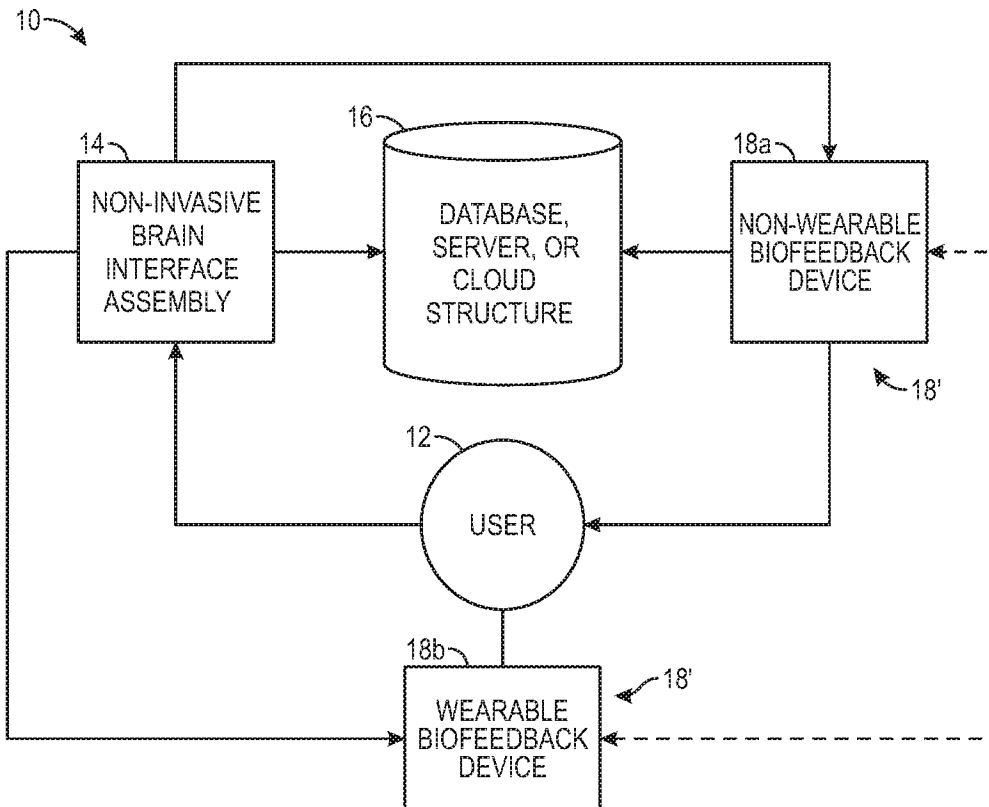 10
14
NON-INVASIVE
BRAIN
INTERFACE
ASSEMBLY
16
DATABASE,
SERVER, OR
CLOUD
STRUCTURE
18a
NON-WEARABLE
BIOFEEDBACK
DEVICE
18'
12
USER
18b
WEARABLE
BIOFEEDBACK
DEVICE
18'